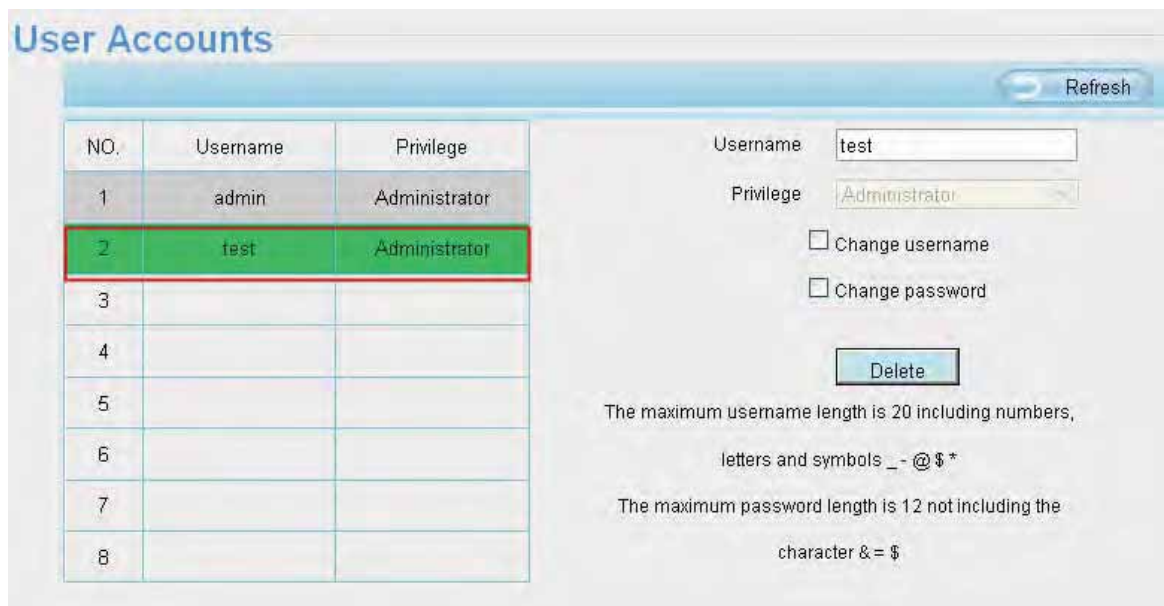 User Accounts
Refresh
NO. Username Privilege
1 admin Administrator
2 test Administrator
3
4
5
6
7
8
Username test
Privilege Administrator
Change username
Change password
Delete
The maximum username length is 20 including numbers,
letters and symbols _ - @ $ *
The maximum password length is 12 not including the
character & = $